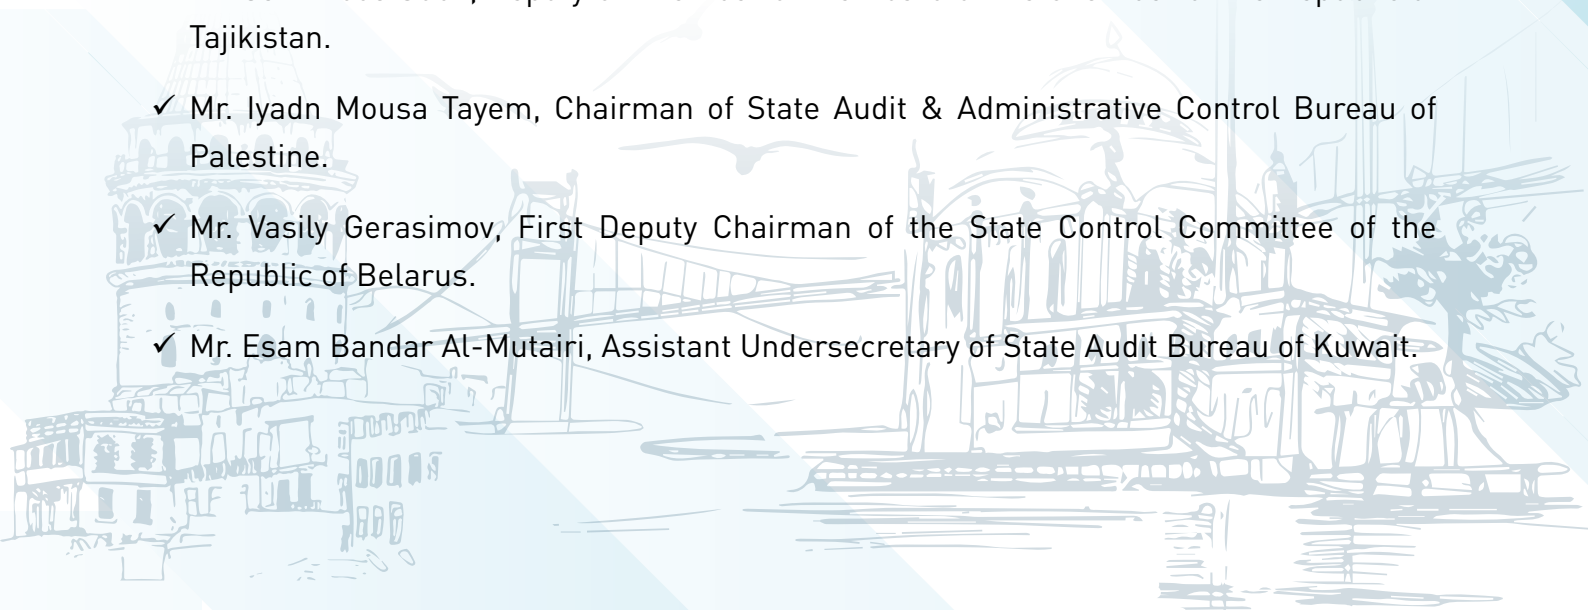 Tajikistan.
✓ Mr. Iyadn Mousa Tayem, Chairman of State Audit & Administrative Control Bureau of
Palestine.
✓ Mr. Vasily Gerasimov, First Deputy Chairman of the State Control Committee of the
Republic of Belarus.
✓ Mr. Esam Bandar Al-Mutairi, Assistant Undersecretary of State Audit Bureau of Kuwait.